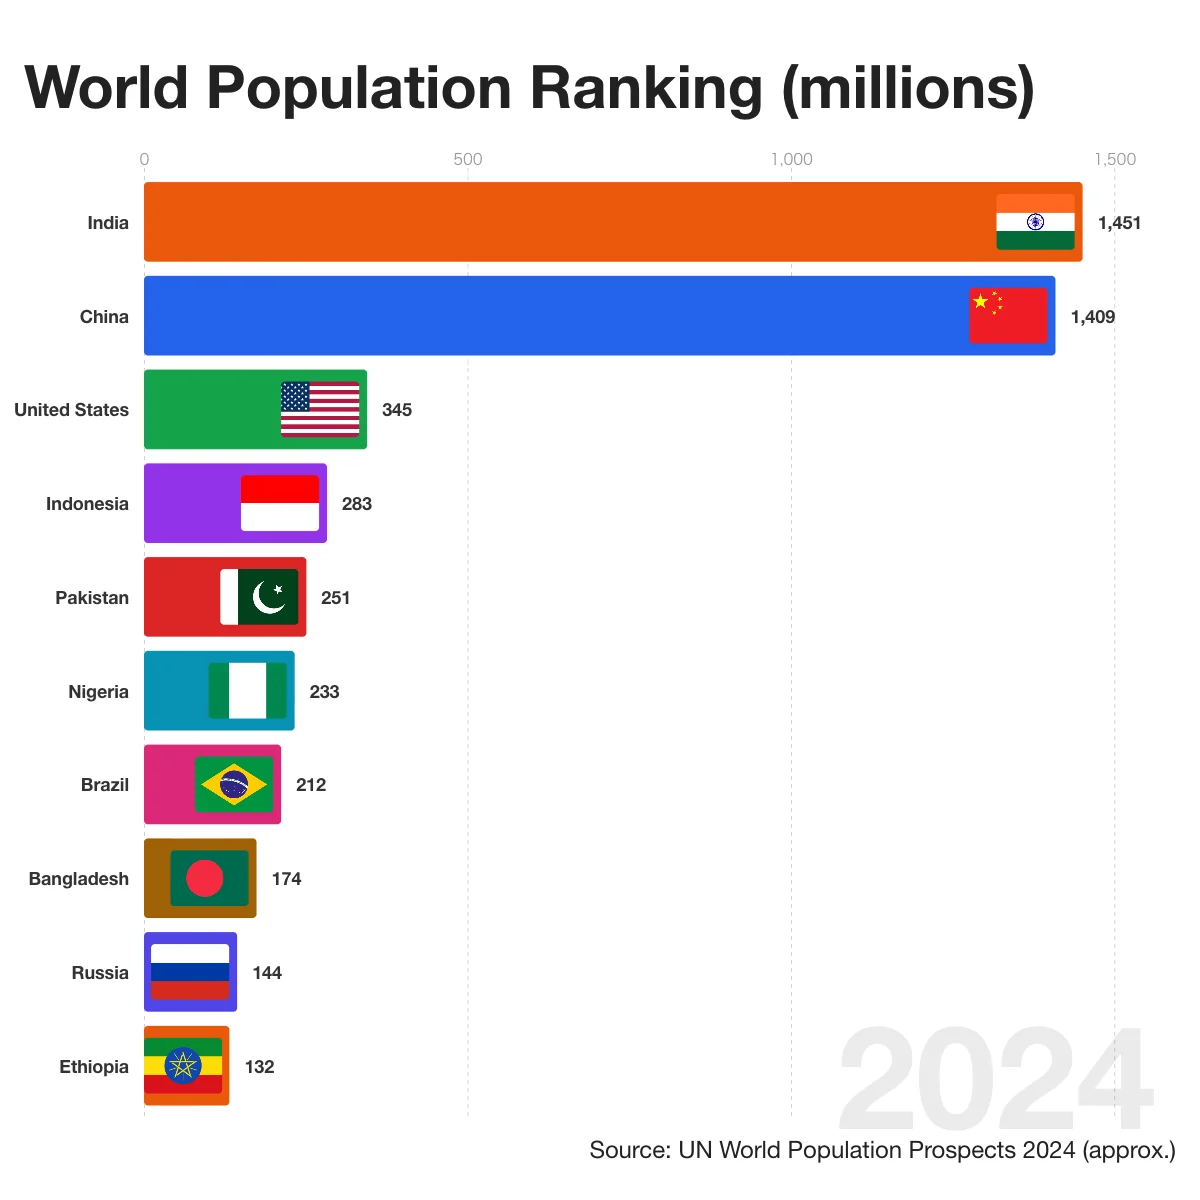 World Population Ranking (millions)
0 500 1,000 1,500
India 1,451
China 1,409
United States 345
Indonesia 283
Pakistan 251
Nigeria 233
Brazil 212
Bangladesh 174
Russia 144
Ethiopia 132
2024
Source: UN World Population Prospects 2024 (approx.)